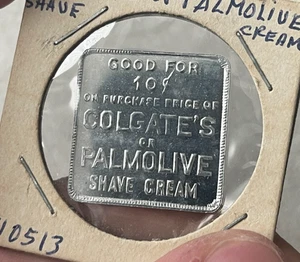 SHAVE
PALMOLIVE
CREAM
GOOD FOR
10¢
ON PURCHASE PRICE OF
COLGATE'S
OR
PALMOLIVE
SHAVE CREAM
10513